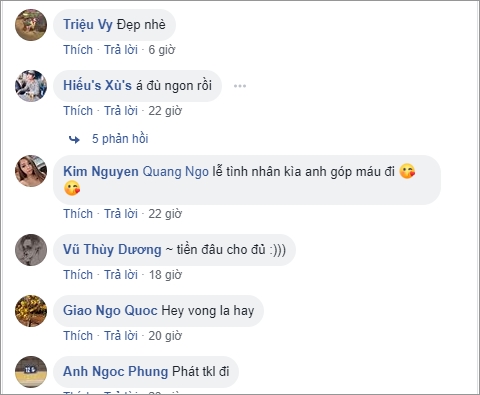 Triệu Vy Đẹp nhè
Thích · Trả lời · 6 giờ
Hiếu's Xù's á đù ngon rồi
Thích · Trả lời · 22 giờ
5 phản hồi
Kim Nguyen Quang Ngo lễ tình nhân kìa anh góp máu đi 😘
😘
Thích · Trả lời · 22 giờ
Vũ Thùy Dương ~ tiền đâu cho đủ :)))
Thích · Trả lời · 18 giờ
Giao Ngo Quoc Hey vong la hay
Thích · Trả lời · 20 giờ
Anh Ngoc Phung Phát tkl đi